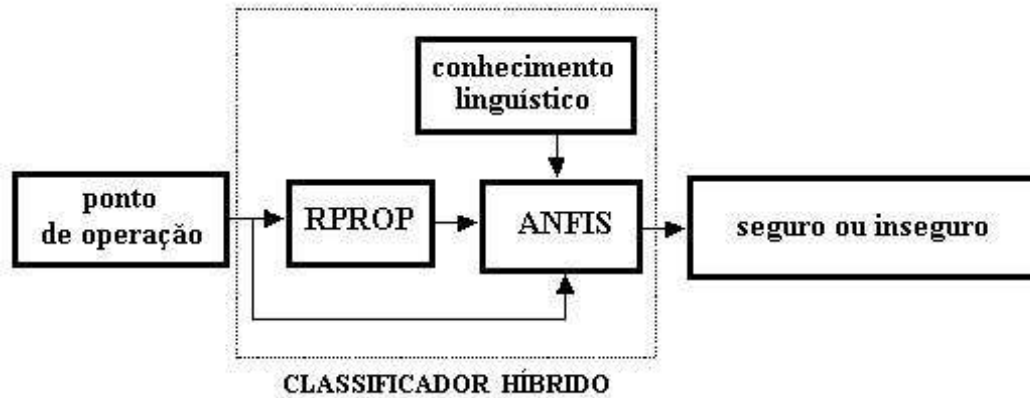 conhecimento
linguístico
ponto
de operação
RPROP
ANFIS
seguro ou inseguro
CLASSIFICADOR HÍBRIDO